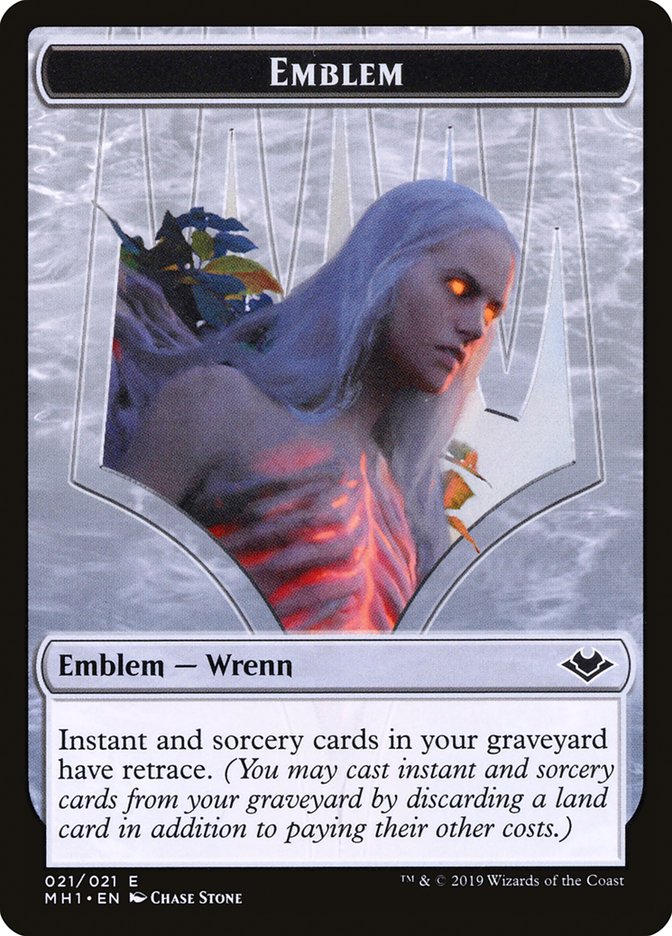 Emblem
Emblem — Wrenn
Instant and sorcery cards in your graveyard
have retrace. (You may cast instant and sorcery
cards from your graveyard by discarding a land
card in addition to paying their other costs.)
021/021 E
MH1 • EN Chase Stone
™ & © 2019 Wizards of the Coast